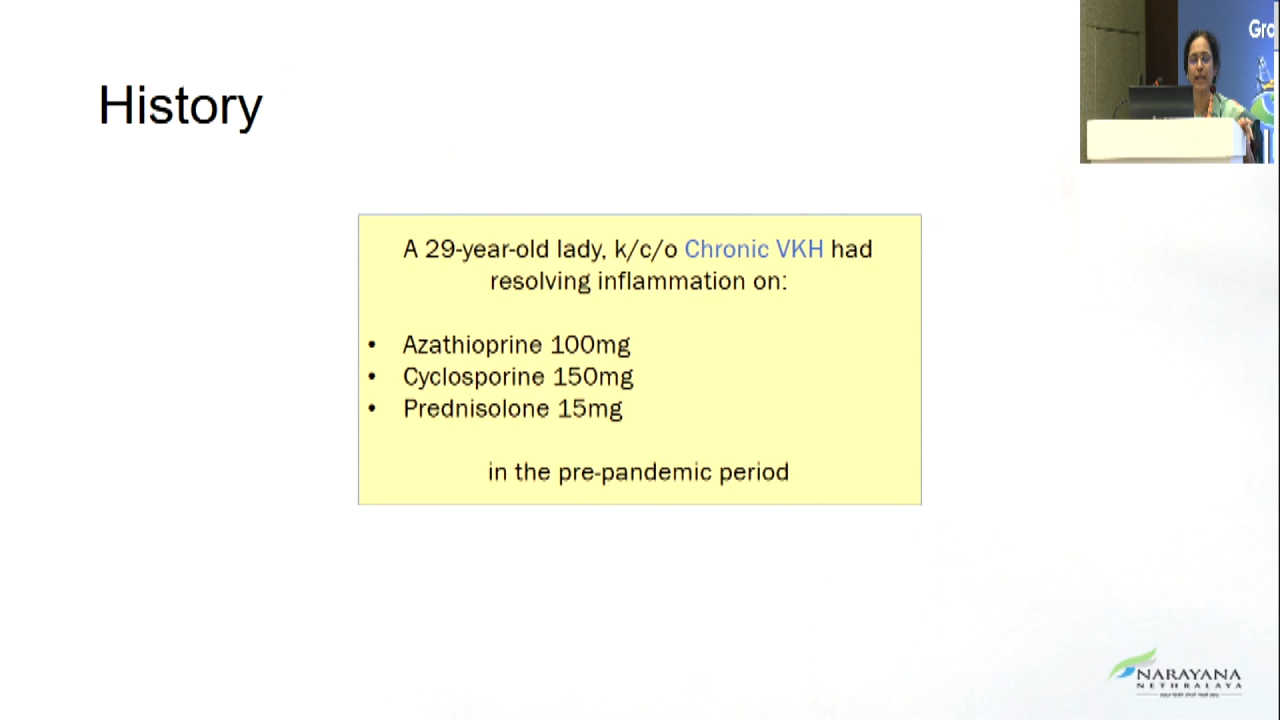 Gro
History
A 29-year-old lady, k/c/o Chronic VKH had
resolving inflammation on:
• Azathioprine 100mg
• Cyclosporine 150mg
• Prednisolone 15mg
in the pre-pandemic period
NARAYANA
NETHRALAYA